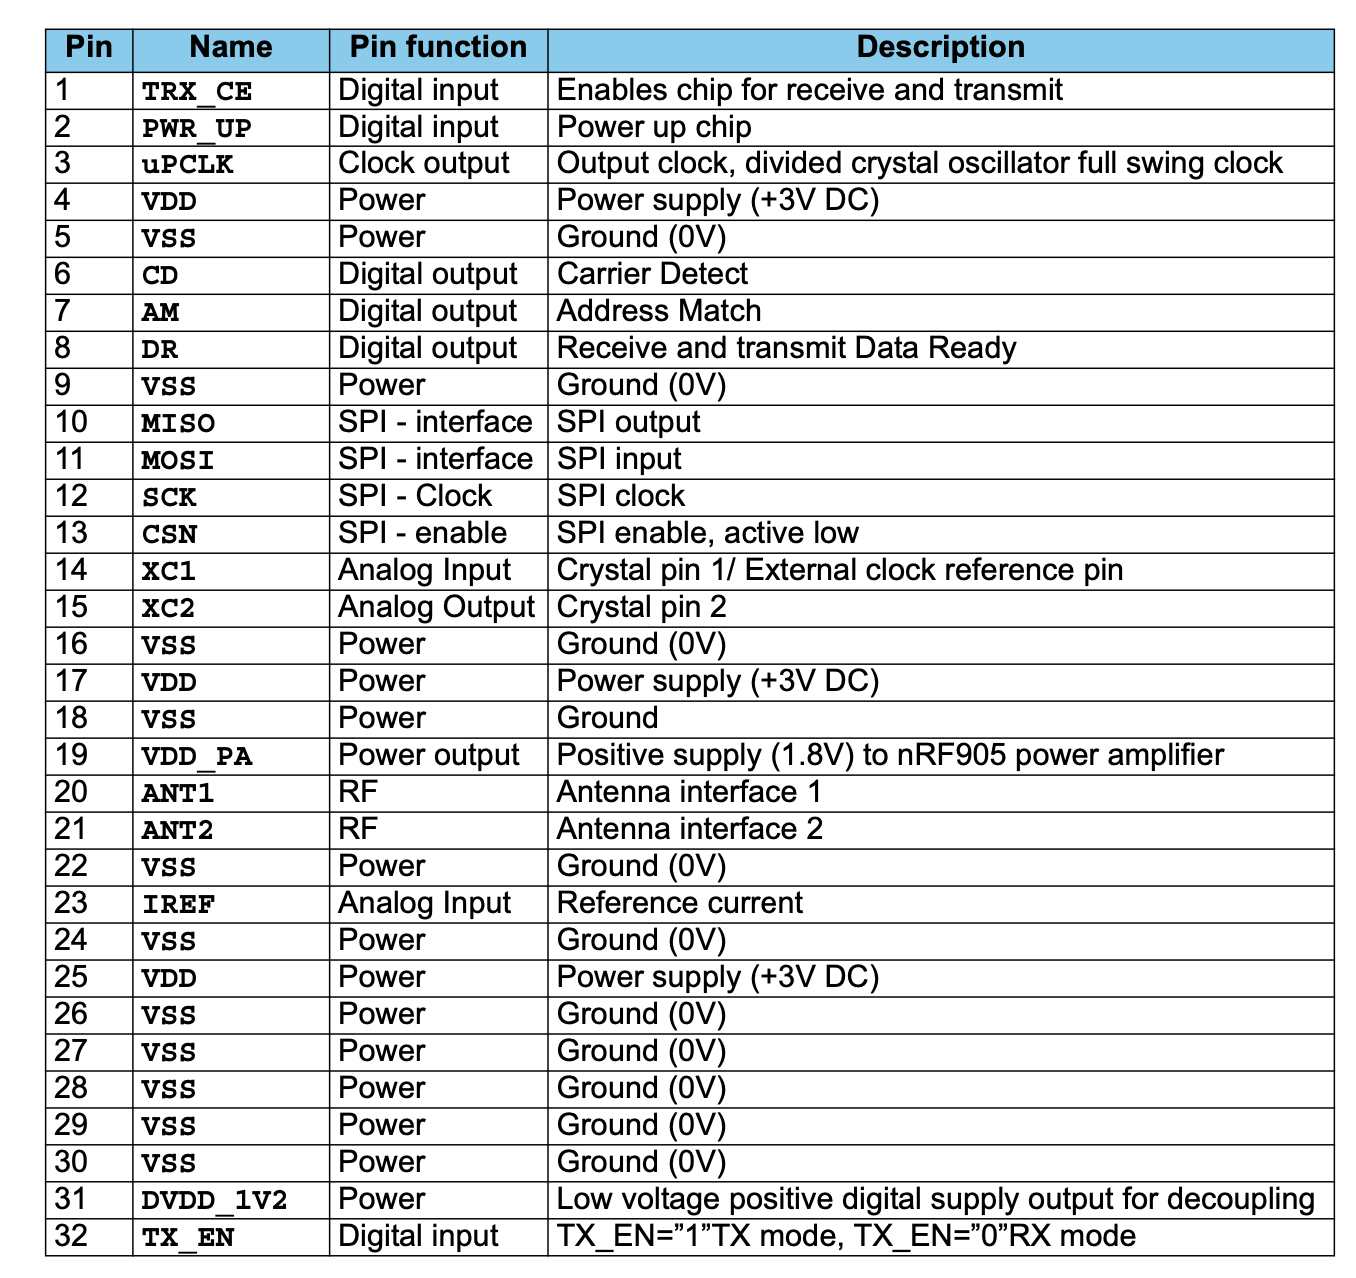 Pin Name Pin function Description
1 TRX_CE Digital input Enables chip for receive and transmit
2 PWR_UP Digital input Power up chip
3 uPCLK Clock output Output clock, divided crystal oscillator full swing clock
4 VDD Power Power supply (+3V DC)
5 VSS Power Ground (0V)
6 CD Digital output Carrier Detect
7 AM Digital output Address Match
8 DR Digital output Receive and transmit Data Ready
9 VSS Power Ground (0V)
10 MISO SPI - interface SPI output
11 MOSI SPI - interface SPI input
12 SCK SPI - Clock SPI clock
13 CSN SPI - enable SPI enable, active low
14 XC1 Analog Input Crystal pin 1/ External clock reference pin
15 XC2 Analog Output Crystal pin 2
16 VSS Power Ground (0V)
17 VDD Power Power supply (+3V DC)
18 VSS Power Ground
19 VDD_PA Power output Positive supply (1.8V) to nRF905 power amplifier
20 ANT1 RF Antenna interface 1
21 ANT2 RF Antenna interface 2
22 VSS Power Ground (0V)
23 IREF Analog Input Reference current
24 VSS Power Ground (0V)
25 VDD Power Power supply (+3V DC)
26 VSS Power Ground (0V)
27 VSS Power Ground (0V)
28 VSS Power Ground (0V)
29 VSS Power Ground (0V)
30 VSS Power Ground (0V)
31 DVDD_1V2 Power Low voltage positive digital supply output for decoupling
32 TX_EN Digital input TX_EN=”1”TX mode, TX_EN=”0”RX mode